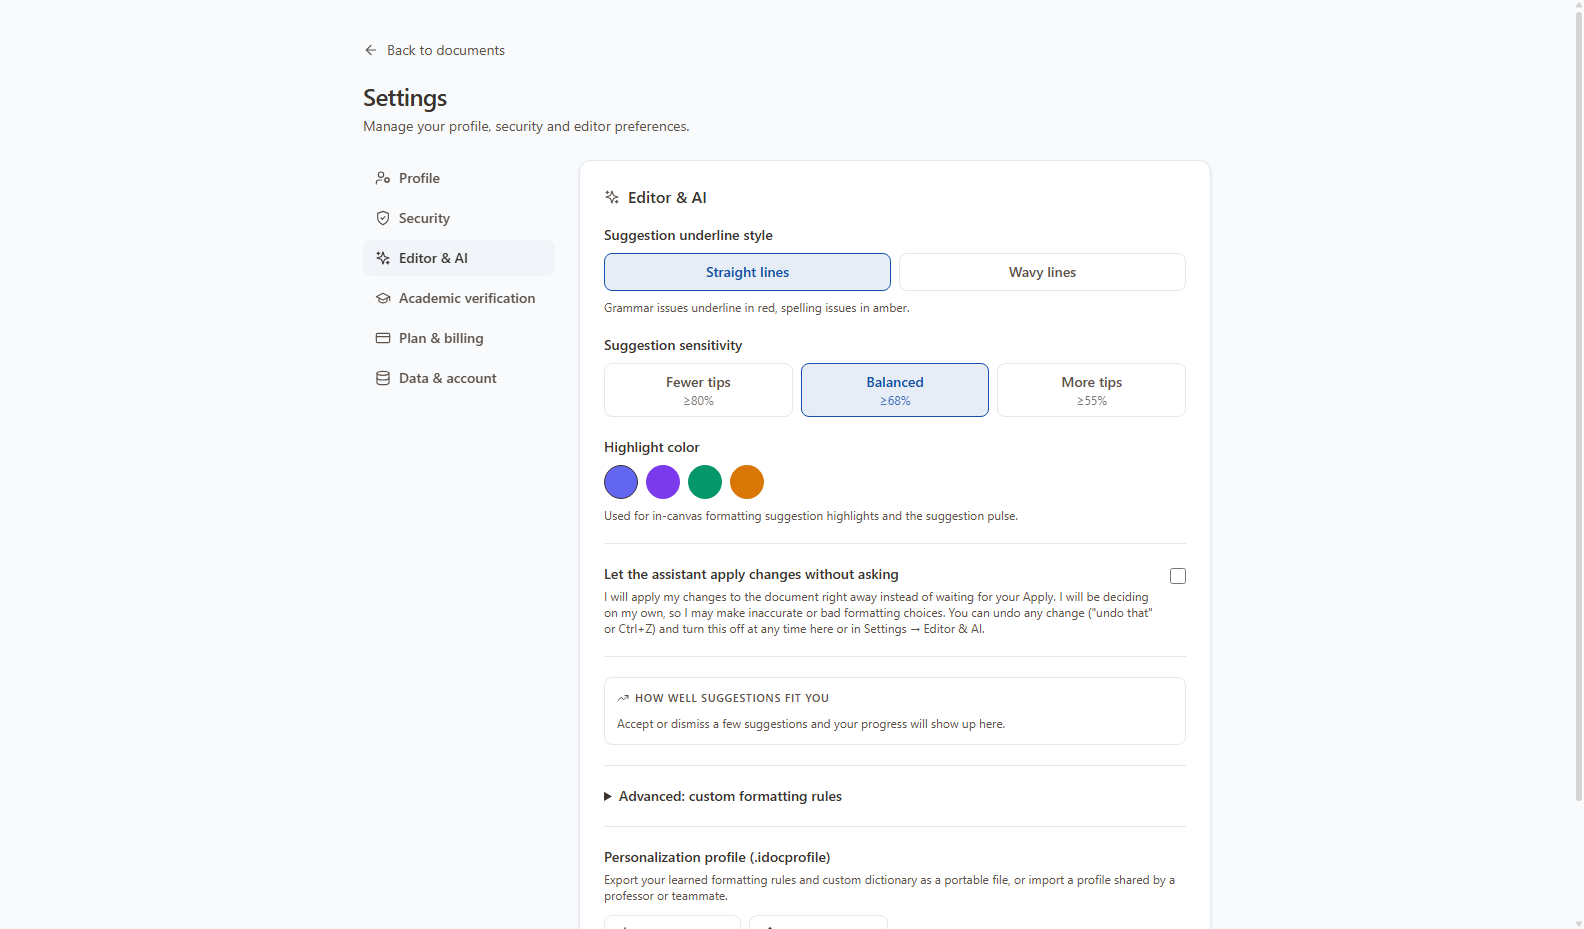 Back to documents
Settings
Manage your profile, security and editor preferences.
Profile
Security
Editor & AI
Academic verification
Plan & billing
Data & account
Editor & AI
Suggestion underline style
Straight lines
Wavy lines
Grammar issues underline in red, spelling issues in amber.
Suggestion sensitivity
Fewer tips
≥80%
Balanced
≥68%
More tips
≥55%
Highlight color
Used for in-canvas formatting suggestion highlights and the suggestion pulse.
Let the assistant apply changes without asking
I will apply my changes to the document right away instead of waiting for your Apply. I will be deciding
on my own, so I may make inaccurate or bad formatting choices. You can undo any change ("undo that"
or Ctrl+Z) and turn this off at any time here or in Settings → Editor & AI.
HOW WELL SUGGESTIONS FIT YOU
Accept or dismiss a few suggestions and your progress will show up here.
Advanced: custom formatting rules
Personalization profile (.idocprofile)
Export your learned formatting rules and custom dictionary as a portable file, or import a profile shared by a
professor or teammate.